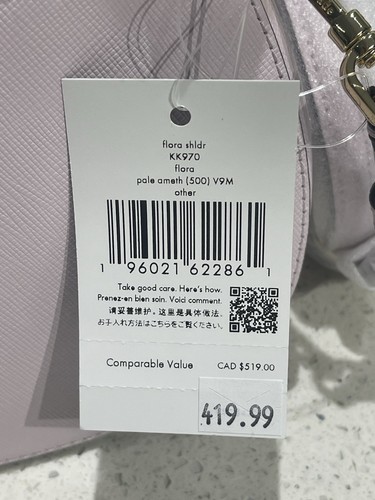 flora shldr
KK970
flora
pale ameth (500) V9M
other
1 96021 62286 1
Take good care. Here's how.
Prenez-en bien soin. Voici comment.
请妥善维护。这里是具体做法。
お手入れ方法はこちらをご覧ください。
Comparable Value CAD $519.00
419.99